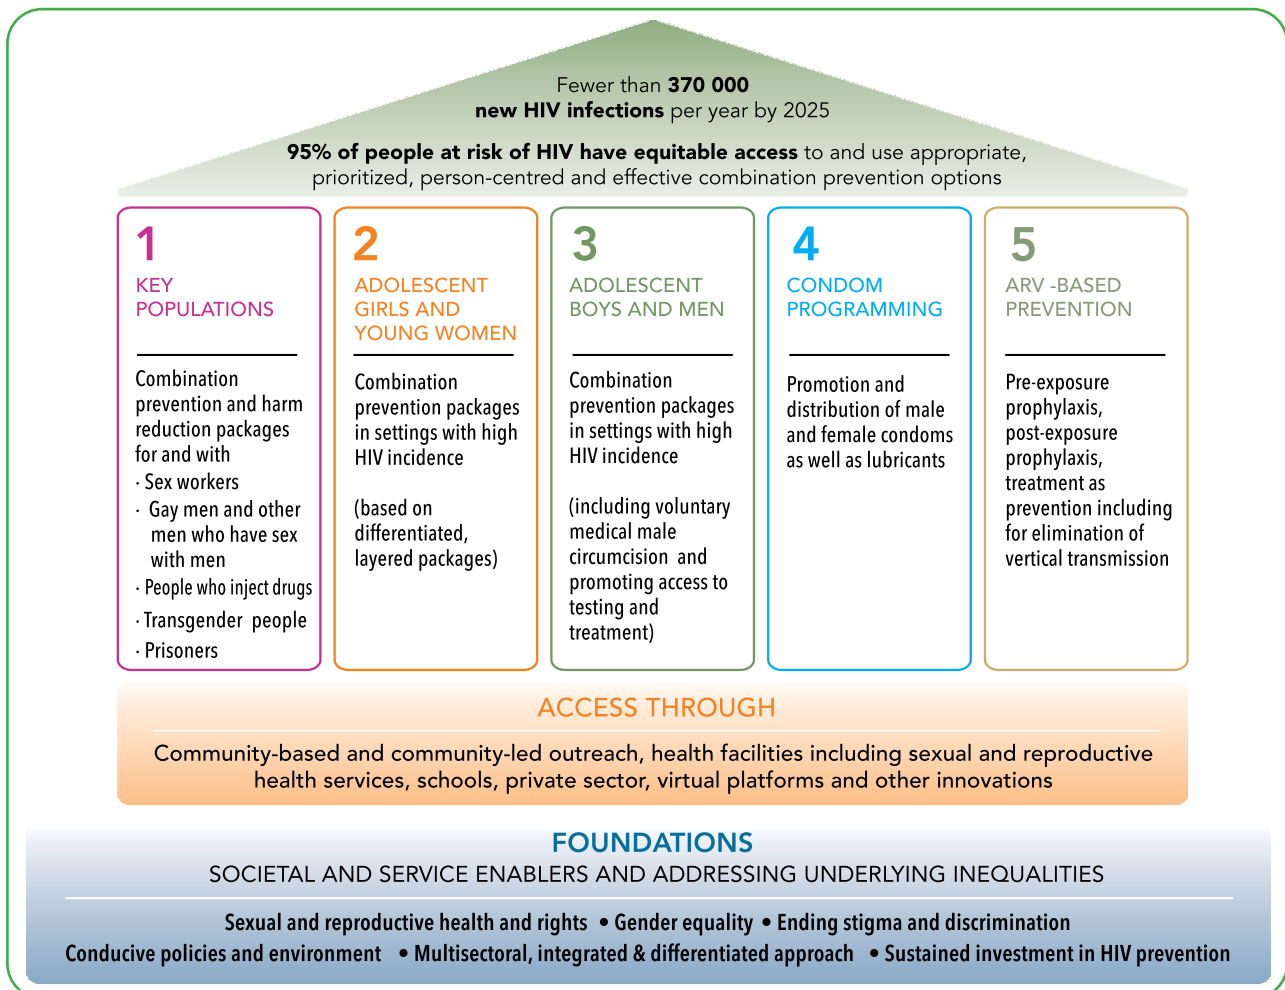 Fewer than 370 000
new HIV infections per year by 2025
95% of people at risk of HIV have equitable access to and use appropriate,
prioritized, person-centred and effective combination prevention options
1
KEY
POPULATIONS
Combination
prevention and harm
reduction packages
for and with
· Sex workers
· Gay men and other
men who have sex
with men
· People who inject drugs
· Transgender people
· Prisoners
2
ADOLESCENT
GIRLS AND
YOUNG WOMEN
Combination
prevention packages
in settings with high
HIV incidence
(based on
differentiated,
layered packages)
3
ADOLESCENT
BOYS AND MEN
Combination
prevention packages
in settings with high
HIV incidence
(including voluntary
medical male
circumcision and
promoting access to
testing and
treatment)
4
CONDOM
PROGRAMMING
Promotion and
distribution of male
and female condoms
as well as lubricants
5
ARV -BASED
PREVENTION
Pre-exposure
prophylaxis,
post-exposure
prophylaxis,
treatment as
prevention including
for elimination of
vertical transmission
ACCESS THROUGH
Community-based and community-led outreach, health facilities including sexual and reproductive
health services, schools, private sector, virtual platforms and other innovations
FOUNDATIONS
SOCIETAL AND SERVICE ENABLERS AND ADDRESSING UNDERLYING INEQUALITIES
Sexual and reproductive health and rights • Gender equality • Ending stigma and discrimination
Conducive policies and environment • Multisectoral, integrated & differentiated approach • Sustained investment in HIV prevention